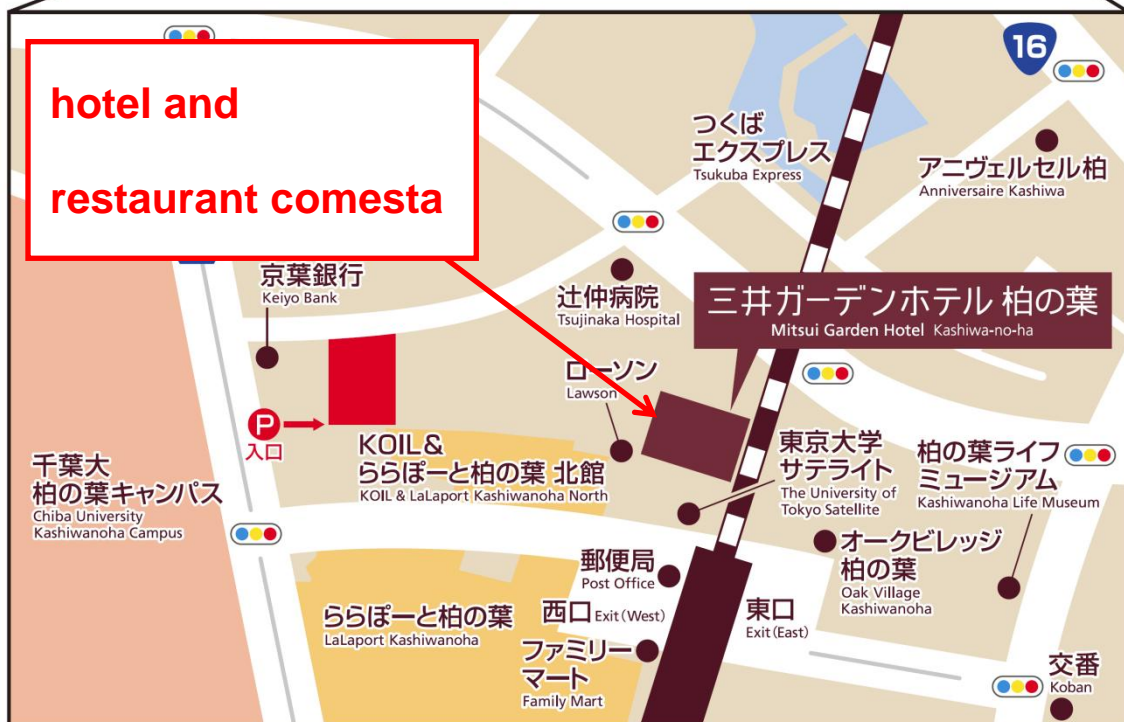 hotel and
restaurant comesta
16
つくば
エクスプレス
Tsukuba Express
アニヴェルセル柏
Anniversaire Kashiwa
京葉銀行
Keiyo Bank
辻仲病院
Tsujinaka Hospital
三井ガーデンホテル 柏の葉
Mitsui Garden Hotel Kashiwa-no-ha
ローソン
Lawson
P
入口
KOIL&
ららぽーと柏の葉 北館
KOIL & LaLaport Kashiwanoha North
千葉大
柏の葉キャンパス
Chiba University
Kashiwanoha Campus
東京大学
サテライト
The University of
Tokyo Satellite
柏の葉ライフ
ミュージアム
Kashiwanoha Life Museum
郵便局
Post Office
オークビレッジ
柏の葉
Oak Village
Kashiwanoha
ららぽーと柏の葉
LaLaport Kashiwanoha
西口 Exit(West)
東口
Exit(East)
ファミリー
マート
Family Mart
交番
Koban